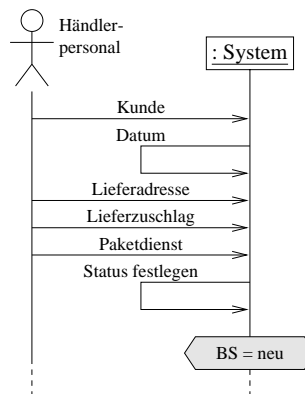 Händler-
personal
: System
Kunde
Datum
Lieferadresse
Lieferzuschlag
Paketdienst
Status festlegen
BS = neu